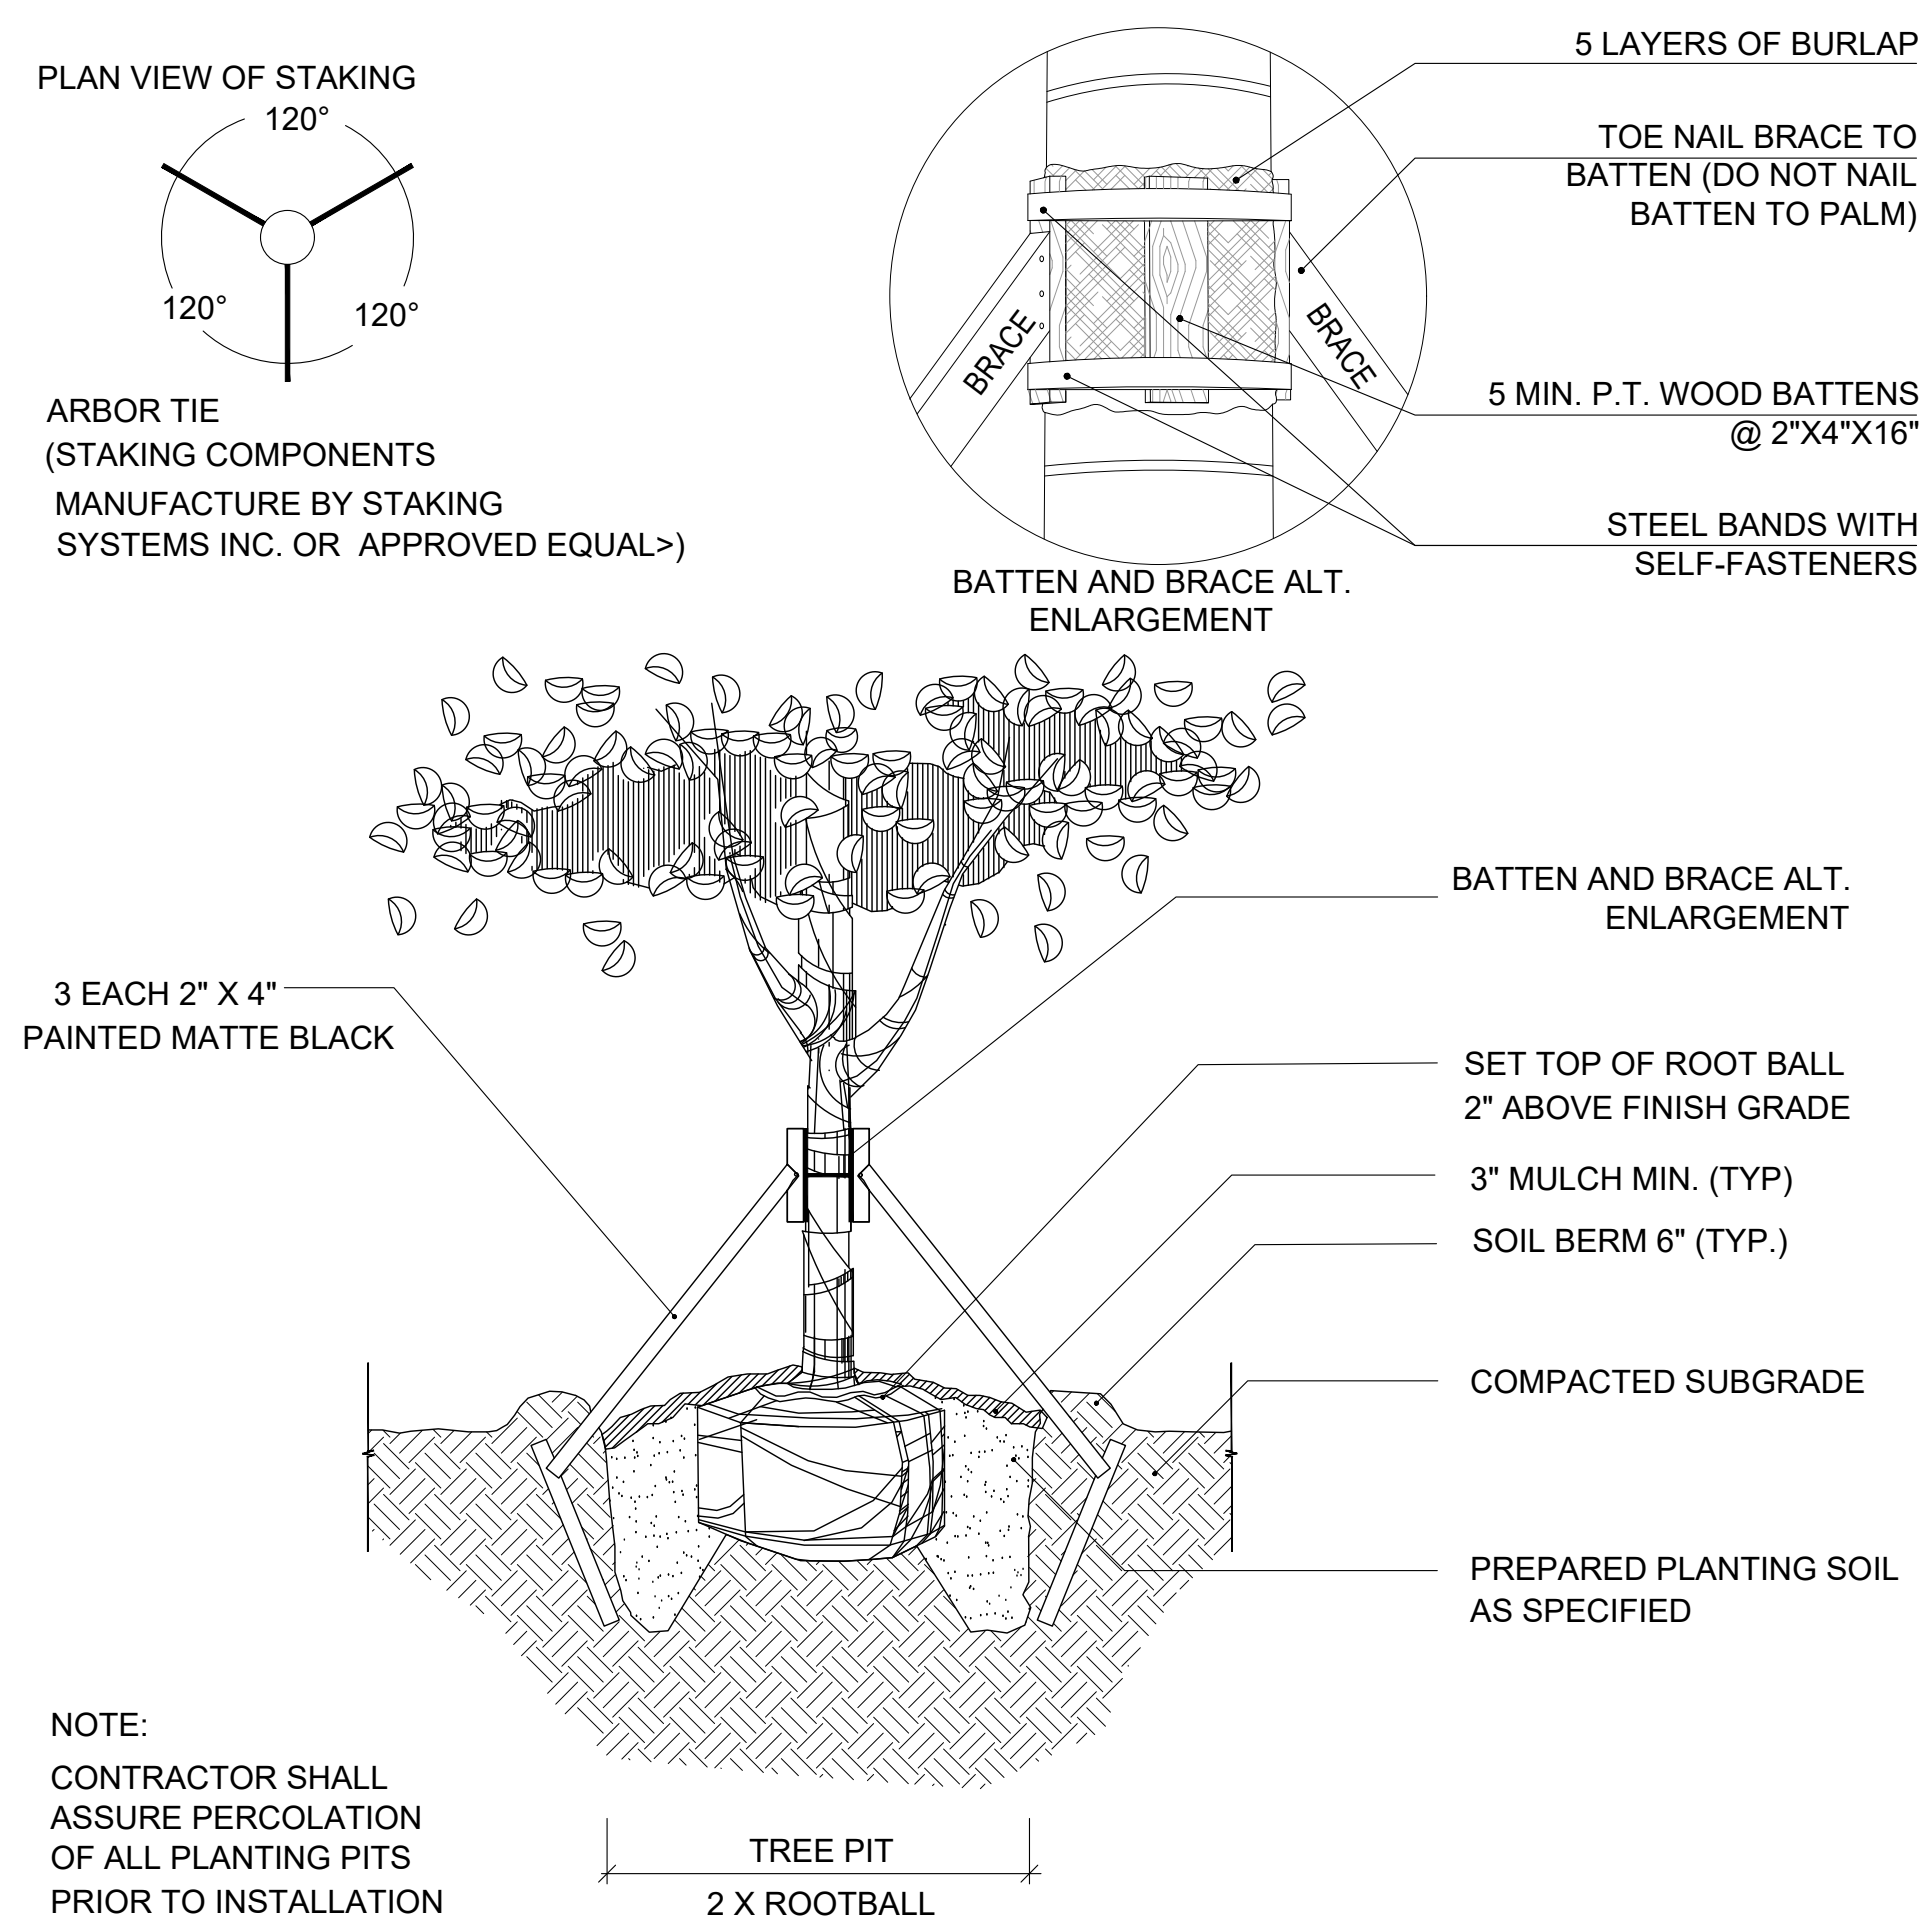 PLAN VIEW OF STAKING
120°
120°
120°
ARBOR TIE
(STAKING COMPONENTS
MANUFACTURE BY STAKING
SYSTEMS INC. OR APPROVED EQUAL>)
5 LAYERS OF BURLAP
TOE NAIL BRACE TO
BATTEN (DO NOT NAIL
BATTEN TO PALM)
BRACE
BRACE
5 MIN. P.T. WOOD BATTENS
@ 2"X4"X16"
STEEL BANDS WITH
SELF-FASTENERS
BATTEN AND BRACE ALT.
ENLARGEMENT
BATTEN AND BRACE ALT.
ENLARGEMENT
3 EACH 2" X 4"
PAINTED MATTE BLACK
SET TOP OF ROOT BALL
2" ABOVE FINISH GRADE
3" MULCH MIN. (TYP)
SOIL BERM 6" (TYP.)
COMPACTED SUBGRADE
PREPARED PLANTING SOIL
AS SPECIFIED
NOTE:
CONTRACTOR SHALL
ASSURE PERCOLATION
OF ALL PLANTING PITS
PRIOR TO INSTALLATION
TREE PIT
2 X ROOTBALL